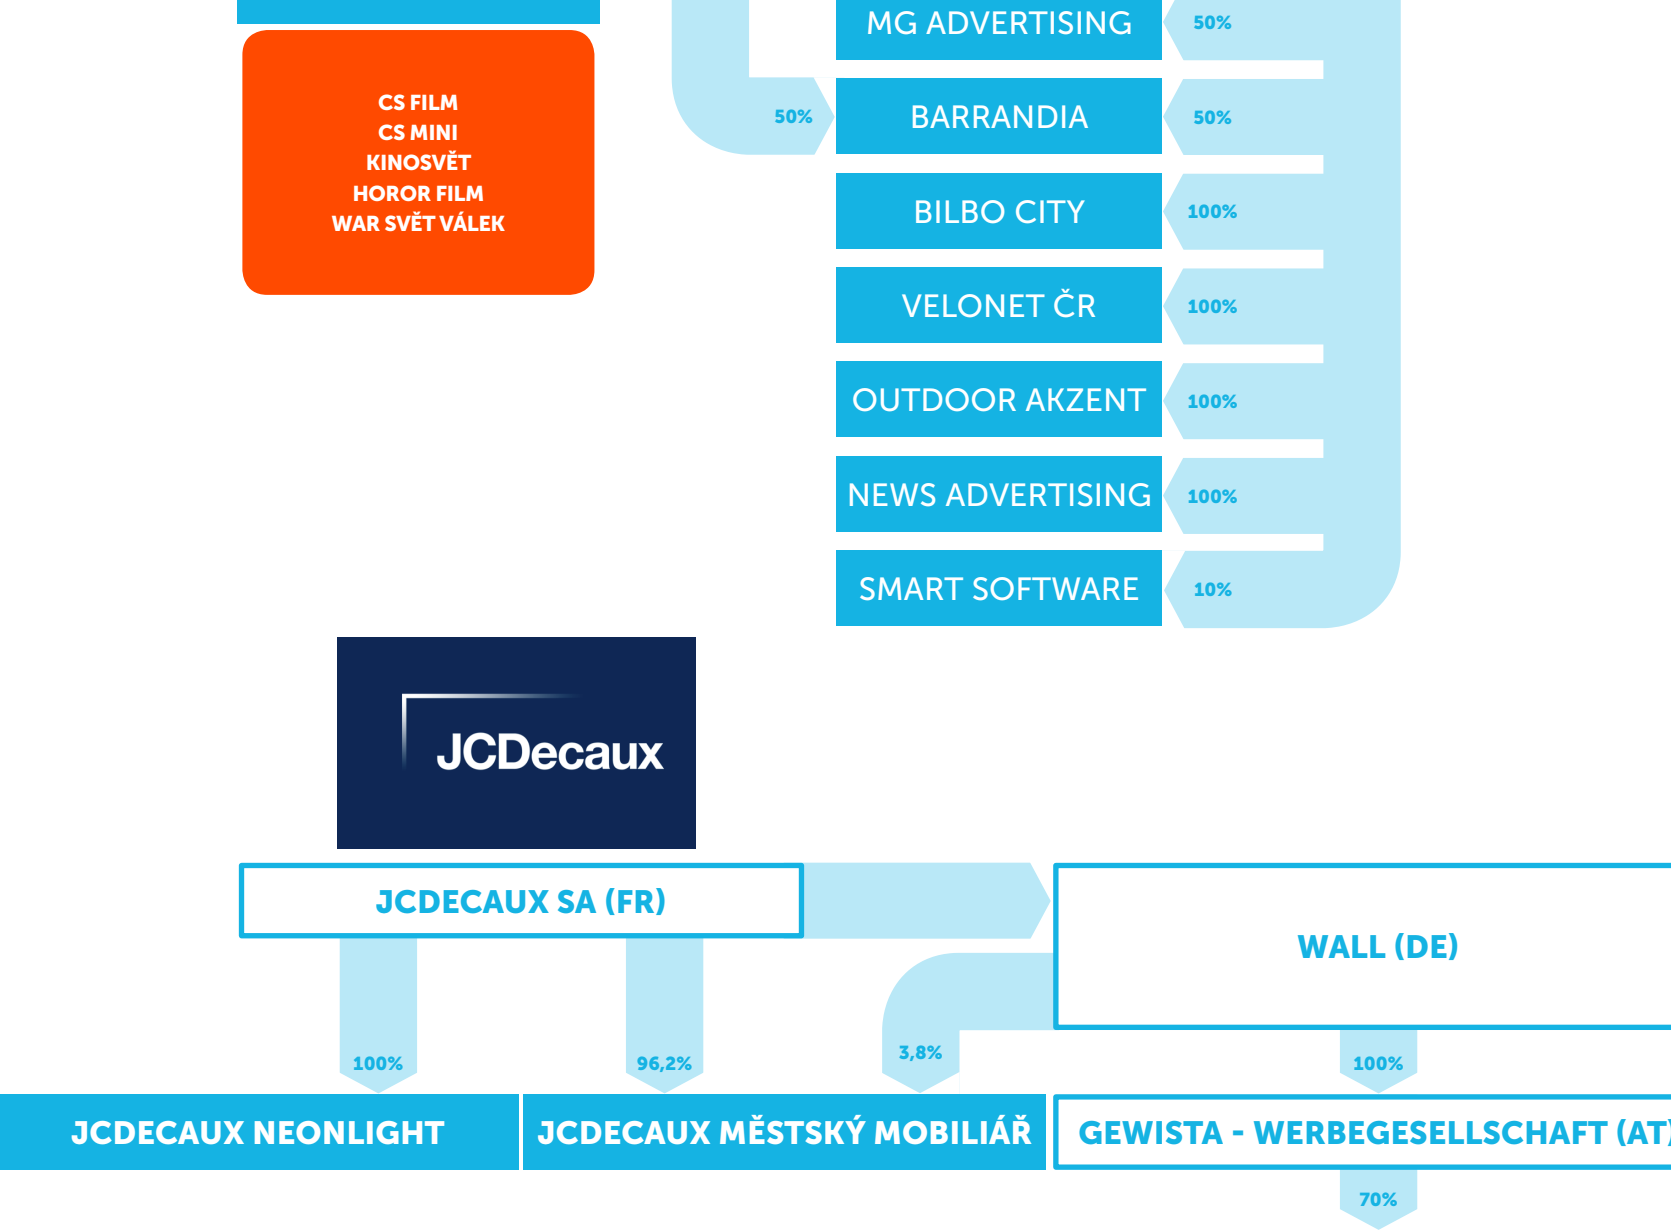 MG ADVERTISING
50%
CS FILM
CS MINI
KINOSVĚT
HOROR FILM
WAR SVĚT VÁLEK
50%
BARRANDIA
50%
BILBO CITY
100%
VELONET ČR
100%
OUTDOOR AKZENT
100%
NEWS ADVERTISING
100%
SMART SOFTWARE
10%
JCDecaux
JCDECAUX SA (FR)
WALL (DE)
100%
96,2%
3,8%
100%
JCDECAUX NEONLIGHT
JCDECAUX MĚSTSKÝ MOBILIÁŘ
GEWISTA - WERBEGESELLSCHAFT (AT)
70%